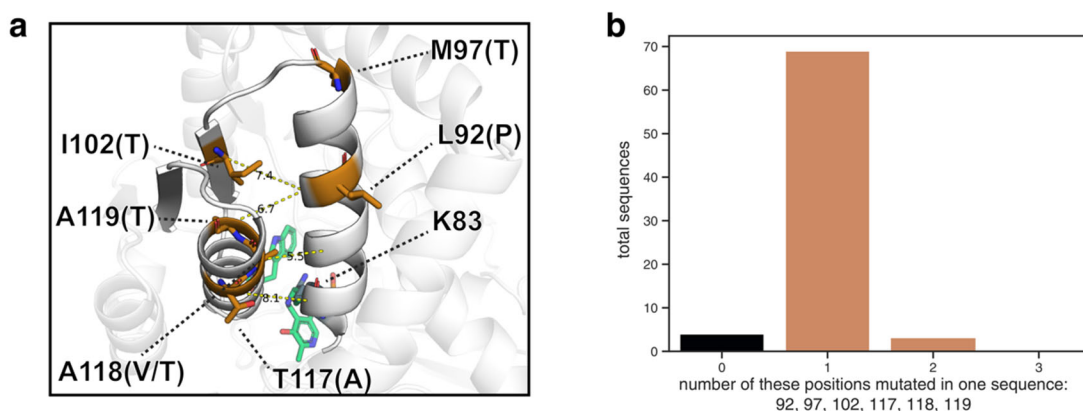 a
M97(T)
I102(T)
L92(P)
7.4
A119(T)
6.7
K83
5.5
8.1
A118(V/T)
T117(A)
b
70
60
50
40
30
20
10
0
total sequences
0 1 2 3
number of these positions mutated in one sequence:
92, 97, 102, 117, 118, 119